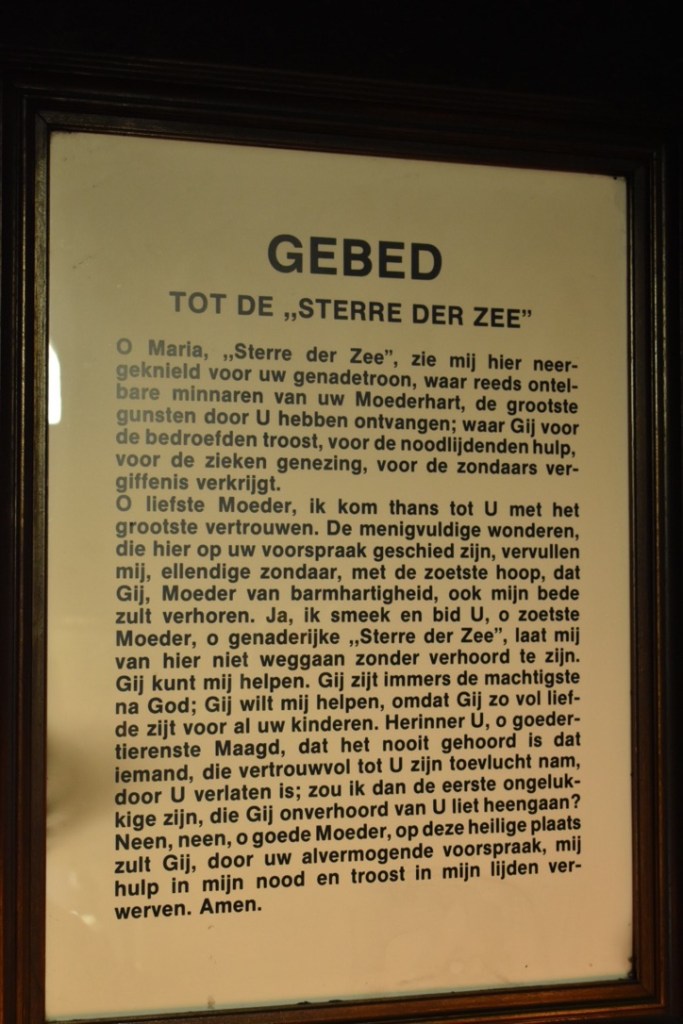 GEBED
TOT DE „STERRE DER ZEE”
O Maria, „Sterre der Zee”, zie mij hier neer-
geknield voor uw genadetroon, waar reeds ontel-
bare minnaren van uw Moederhart, de grootste
gunsten door U hebben ontvangen; waar Gij voor
de bedroefden troost, voor de noodlijdenden hulp,
voor de zieken genezing, voor de zondaars ver-
giffenis verkrijgt.
O liefste Moeder, ik kom thans tot U met het
grootste vertrouwen. De menigvuldige wonderen,
die hier op uw voorspraak geschied zijn, vervullen
mij, ellendige zondaar, met de zoetste hoop, dat
Gij, Moeder van barmhartigheid, ook mijn bede
zult verhoren. Ja, ik smeek en bid U, o zoetste
Moeder, o genaderijke „Sterre der Zee”, laat mij
van hier niet weggaan zonder verhoord te zijn.
Gij kunt mij helpen. Gij zijt immers de machtigste
na God; Gij wilt mij helpen, omdat Gij zo vol lief-
de zijt voor al uw kinderen. Herinner U, o goeder-
tierenste Maagd, dat het nooit gehoord is dat
iemand, die vertrouwvol tot U zijn toevlucht nam,
door U verlaten is; zou ik dan de eerste ongeluk-
kige zijn, die Gij onverhoord van U liet heengaan?
Neen, neen, o goede Moeder, op deze heilige plaats
zult Gij, door uw alvermogende voorspraak, mij
hulp in mijn nood en troost in mijn lijden ver-
werven. Amen.